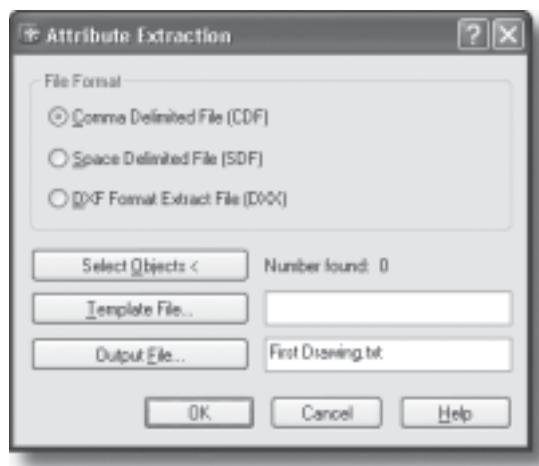 Attribute Extraction
File Format
Comma Delimited File (CDF)
Space Delimited File (SDF)
DXF Format Extract File (DXX)
Select Objects <
Number found: 0
Template File...
Output File...
First Drawing.txt
OK
Cancel
Help